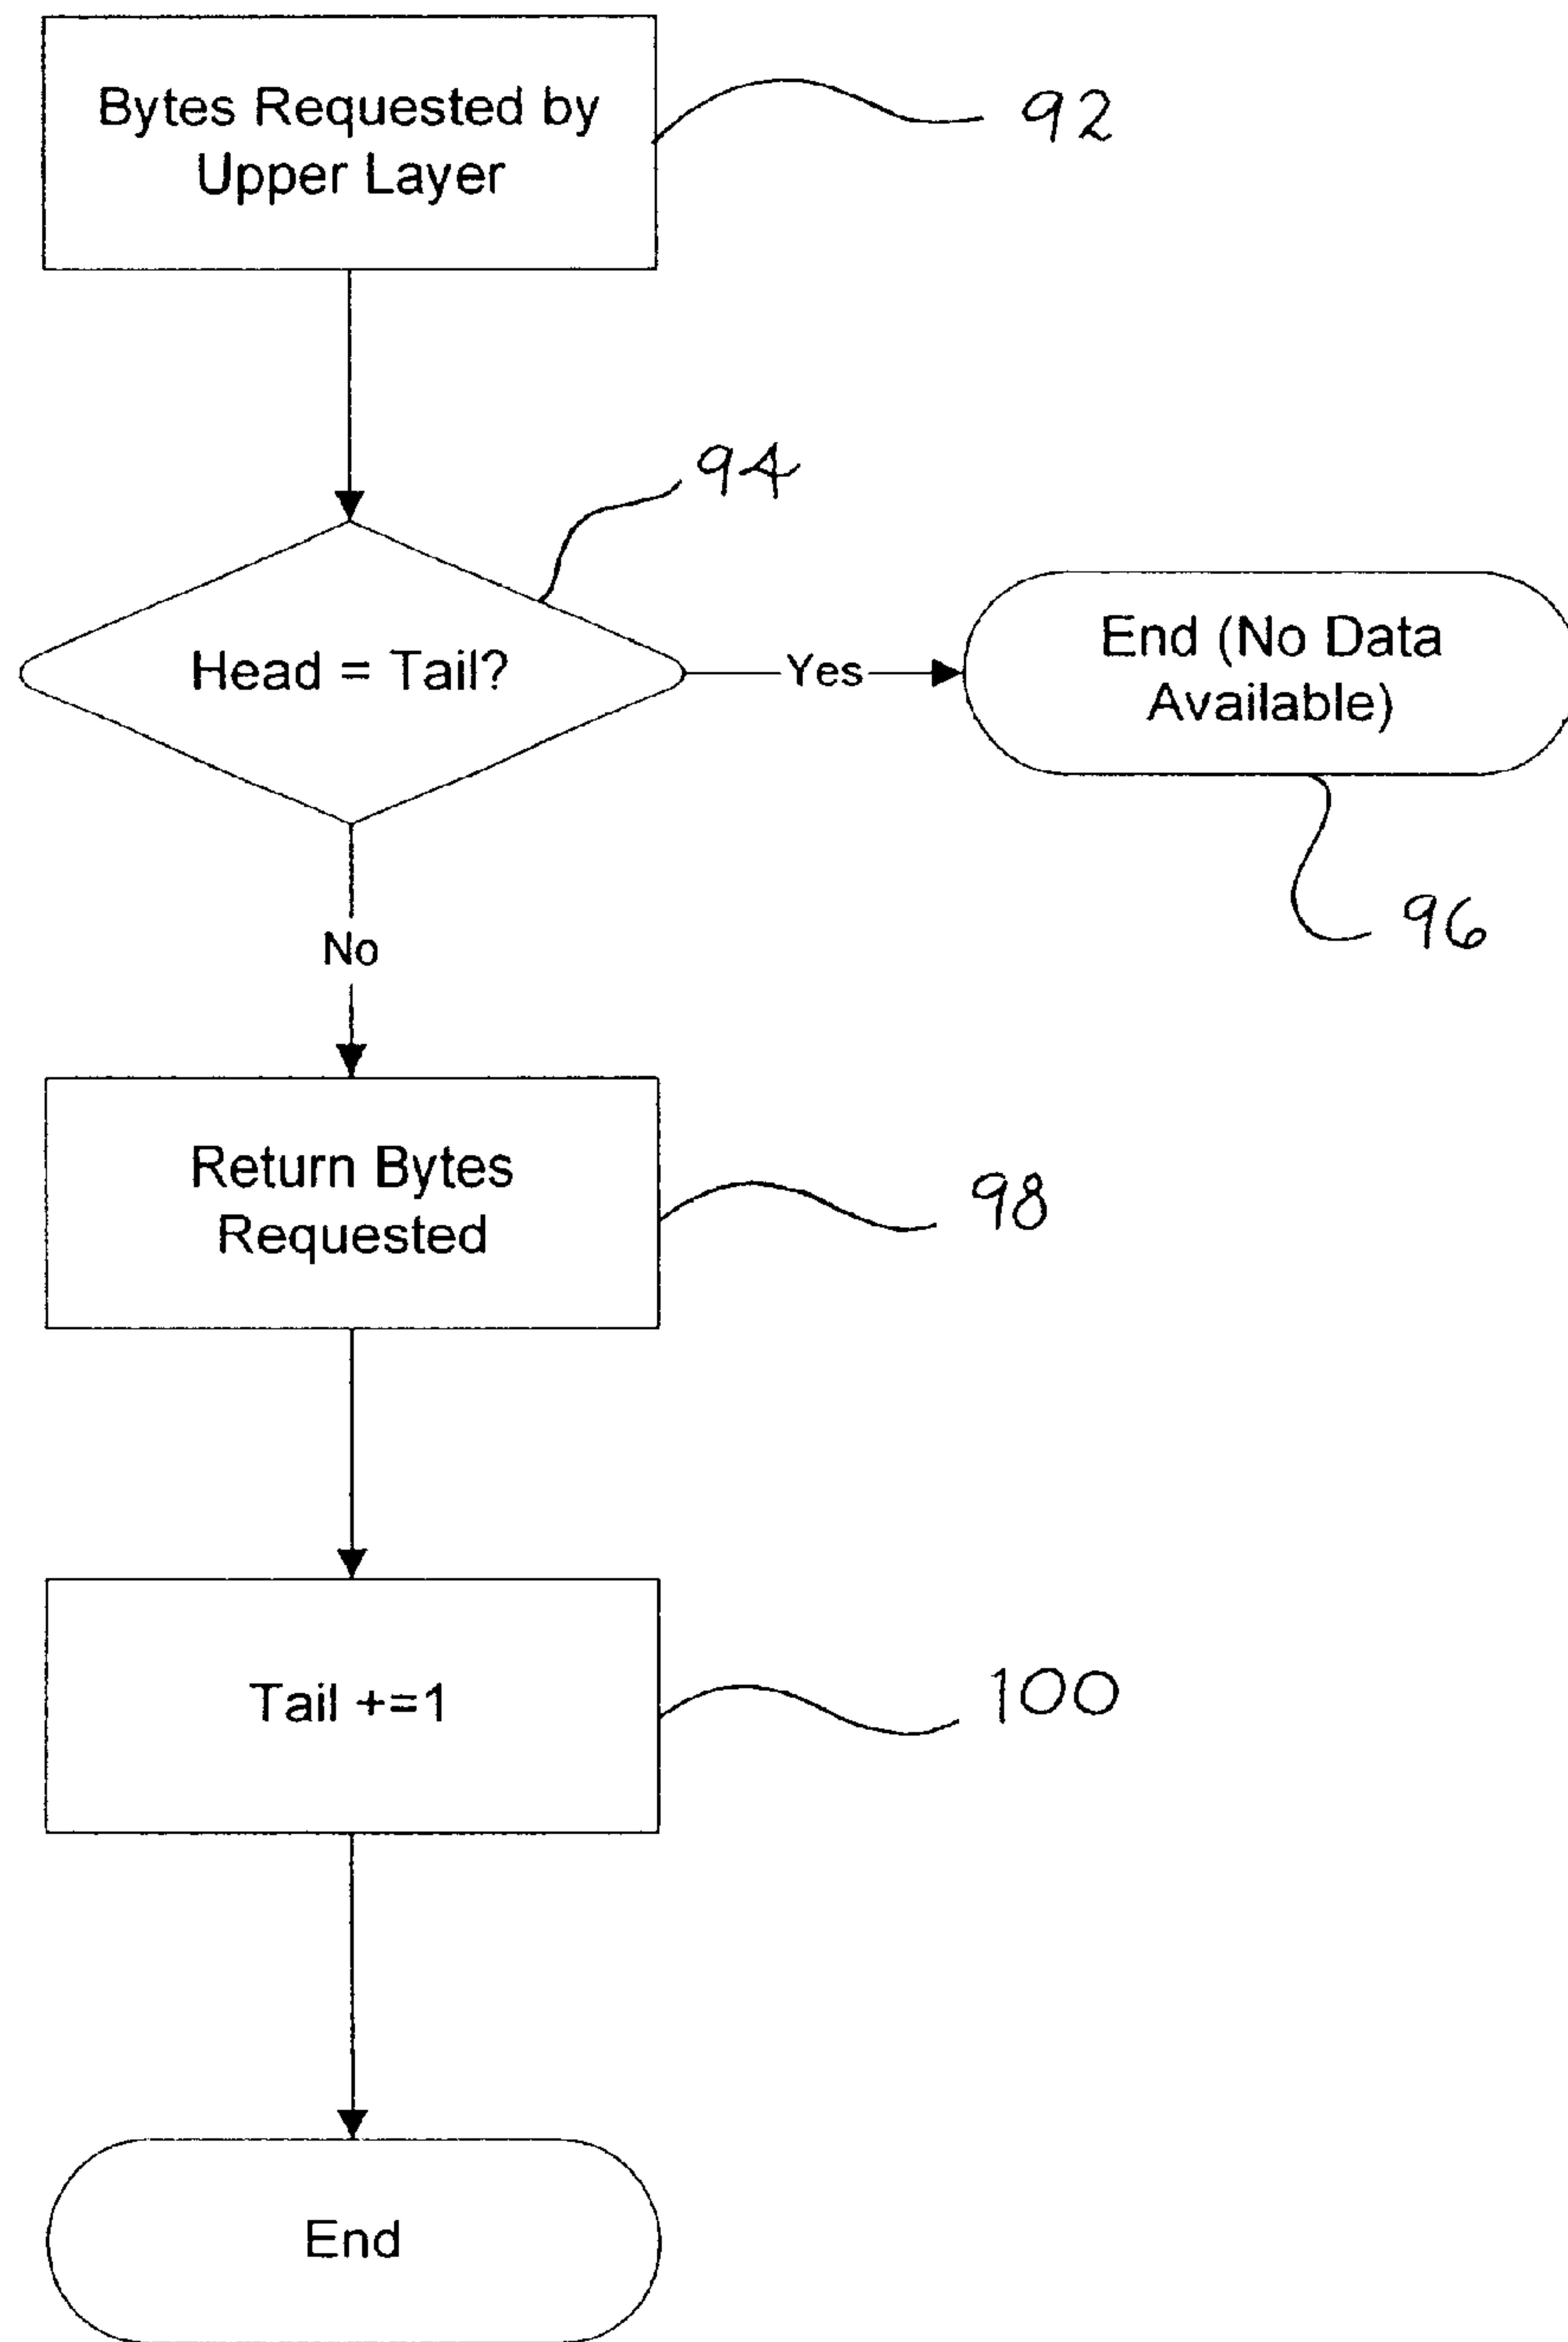 Bytes Requested by
Upper Layer
92
94
Head = Tail?
Yes
End (No Data
Available)
96
No
Return Bytes
Requested
98
Tail +=1
100
End